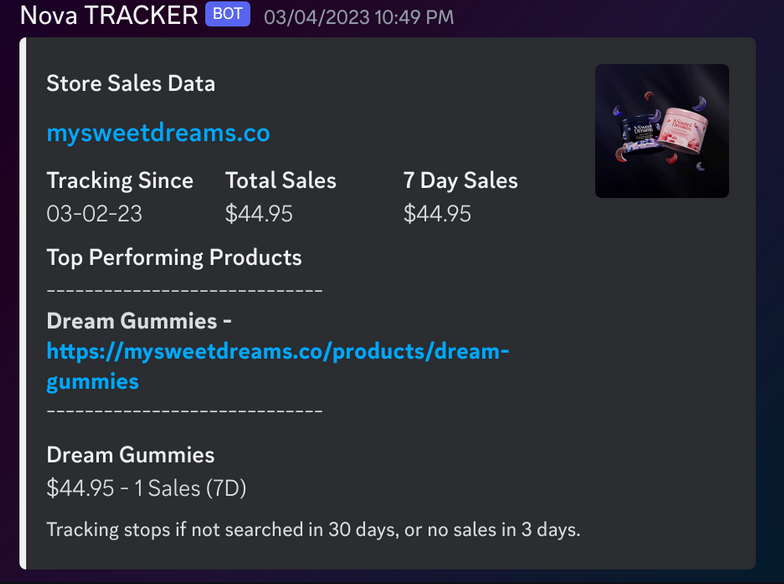 Nova TRACKER BOT 03/04/2023 10:49 PM
Store Sales Data
mysweetdreams.co
Tracking Since Total Sales 7 Day Sales
03-02-23 $44.95 $44.95
Top Performing Products
-----------------------------
Dream Gummies -
https://mysweetdreams.co/products/dream-
gummies
-----------------------------
Dream Gummies
$44.95 - 1 Sales (7D)
Tracking stops if not searched in 30 days, or no sales in 3 days.